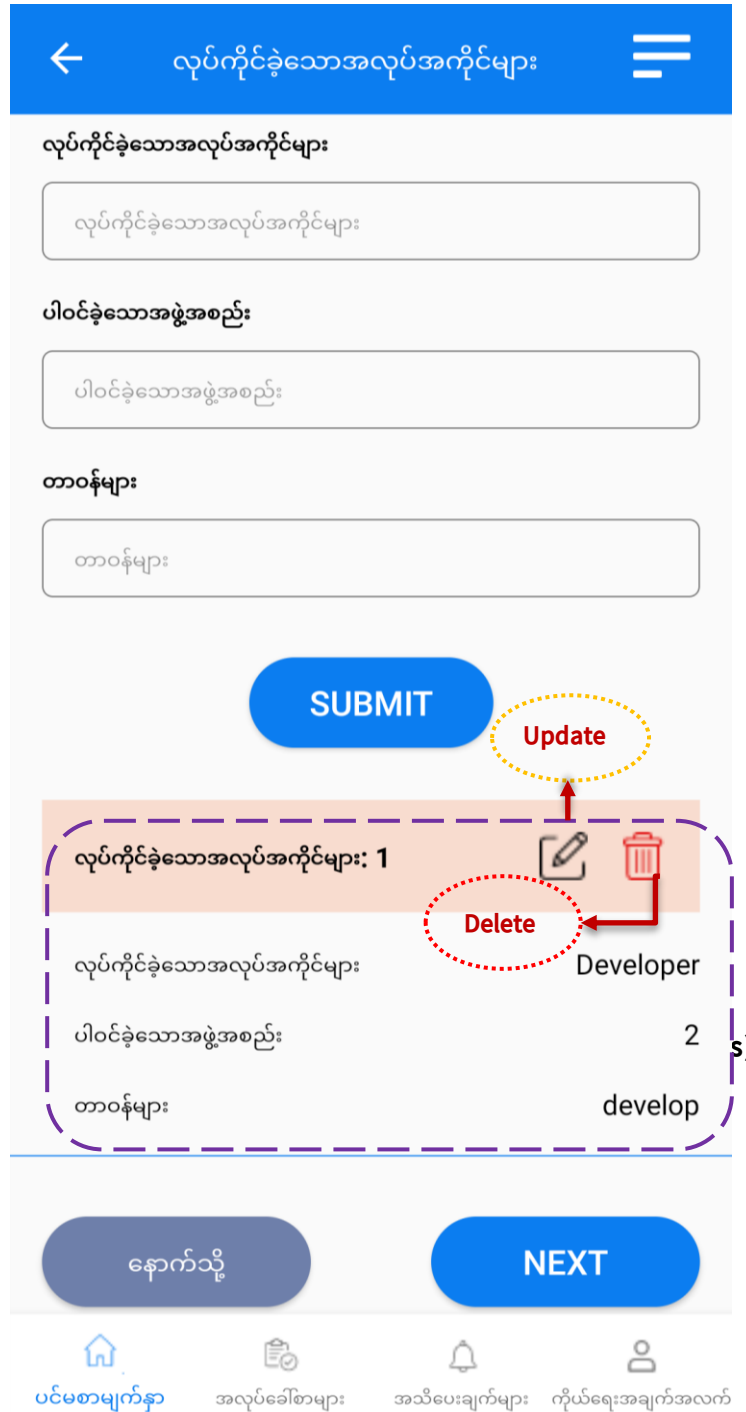 လုပ်ကိုင်ခဲ့သောအလုပ်အကိုင်များ
လုပ်ကိုင်ခဲ့သောအလုပ်အကိုင်များ
လုပ်ကိုင်ခဲ့သောအလုပ်အကိုင်များ
ပါဝင်ခဲ့သောအဖွဲ့အစည်း
ပါဝင်ခဲ့သောအဖွဲ့အစည်း
တာဝန်များ
တာဝန်များ
SUBMIT
Update
လုပ်ကိုင်ခဲ့သောအလုပ်အကိုင်များ: 1
Delete
လုပ်ကိုင်ခဲ့သောအလုပ်အကိုင်များ Developer
ပါဝင်ခဲ့သောအဖွဲ့အစည်း 2
s)
တာဝန်များ develop
နောက်သို့ NEXT
ပင်မစာမျက်နှာ အလုပ်ခေါ်စာများ အသိပေးချက်များ ကိုယ်ရေးအချက်အလက်